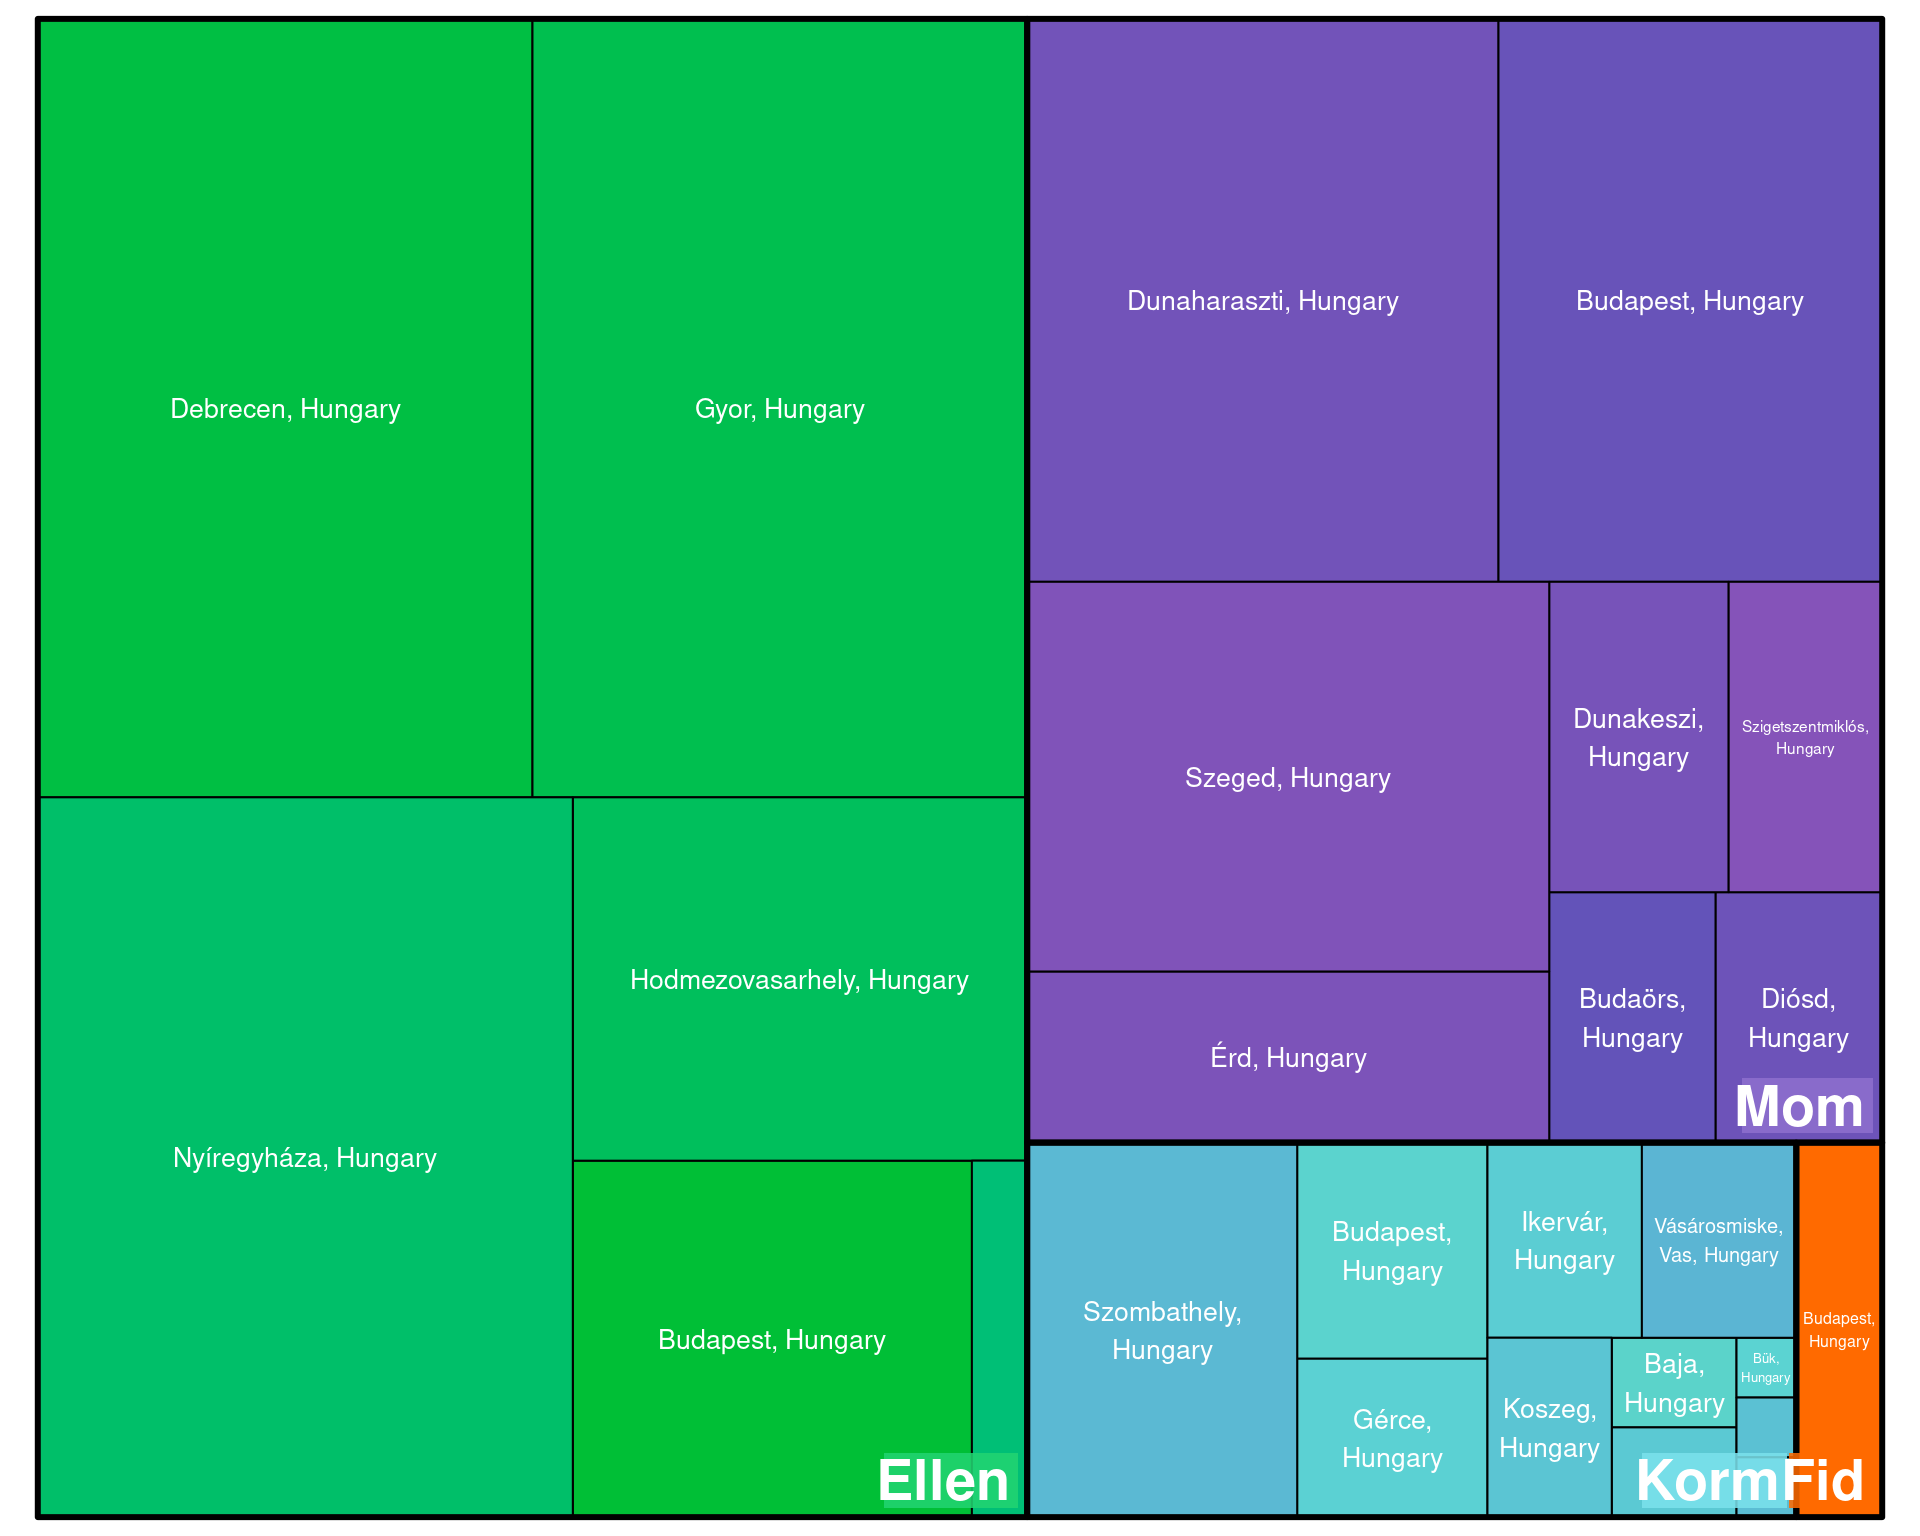 Debrecen, Hungary
Gyor, Hungary
Nyíregyháza, Hungary
Hodmezovasarhely, Hungary
Budapest, Hungary
Ellen
Dunaharaszti, Hungary
Budapest, Hungary
Szeged, Hungary
Dunakeszi,
Hungary
Szigetszentmiklós,
Hungary
Érd, Hungary
Budaörs,
Hungary
Diósd,
Hungary
Mom
Szombathely,
Hungary
Budapest,
Hungary
Gérce,
Hungary
Ikervár,
Hungary
Vásárosmiske,
Vas, Hungary
Koszeg,
Hungary
Baja,
Hungary
Bük,
Hungary
Korm
Budapest,
Hungary
Fid